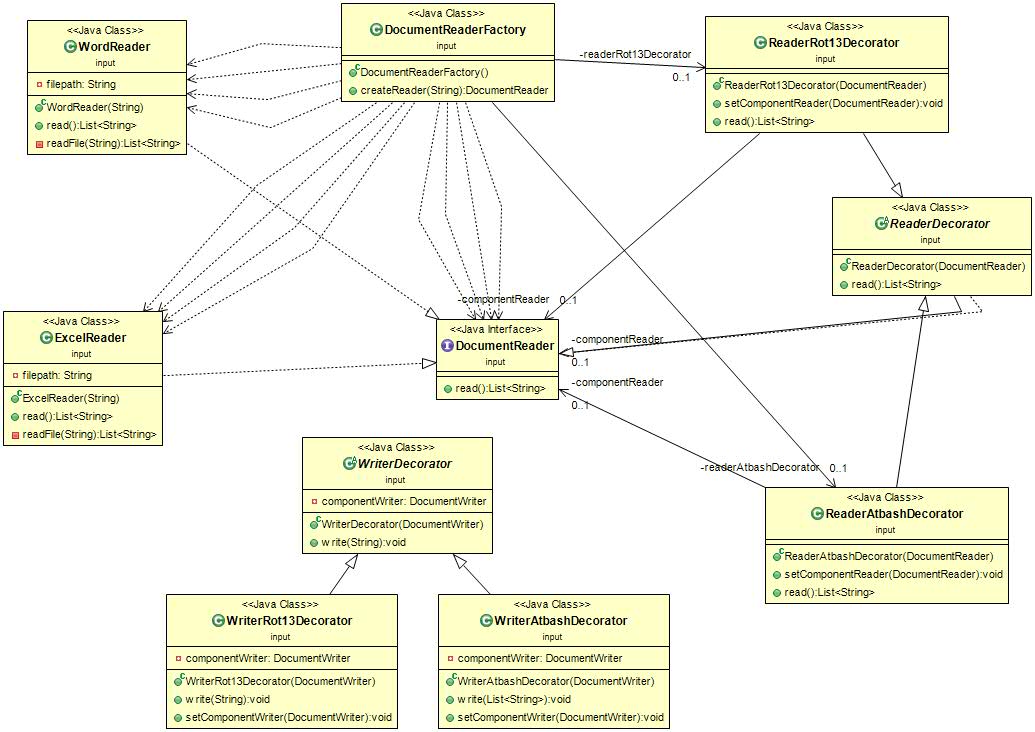 <<Java Class>>
WordReader
input
filepath: String
WordReader(String)
read():List<String>
readFile(String):List<String>
<<Java Class>>
DocumentReaderFactory
input
DocumentReaderFactory()
createReader(String):DocumentReader
-readerRot13Decorator
0..1
<<Java Class>>
ReaderRot13Decorator
input
ReaderRot13Decorator(DocumentReader)
setComponentReader(DocumentReader):void
read():List<String>
<<Java Class>>
ReaderDecorator
input
ReaderDecorator(DocumentReader)
read():List<String>
<<Java Class>>
ExcelReader
input
filepath: String
ExcelReader(String)
read():List<String>
readFile(String):List<String>
-componentReader
0..1
<<Java Interface>>
DocumentReader
input
read():List<String>
-componentReader
0..1
-componentReader
0..1
-readerAtbashDecorator
0..1
<<Java Class>>
WriterDecorator
input
componentWriter: DocumentWriter
WriterDecorator(DocumentWriter)
write(String):void
<<Java Class>>
ReaderAtbashDecorator
input
ReaderAtbashDecorator(DocumentReader)
setComponentReader(DocumentReader):void
read():List<String>
<<Java Class>>
WriterRot13Decorator
input
componentWriter: DocumentWriter
WriterRot13Decorator(DocumentWriter)
write(String):void
setComponentWriter(DocumentWriter):void
<<Java Class>>
WriterAtbashDecorator
input
componentWriter: DocumentWriter
WriterAtbashDecorator(DocumentWriter)
write(List<String>):void
setComponentWriter(DocumentWriter):void